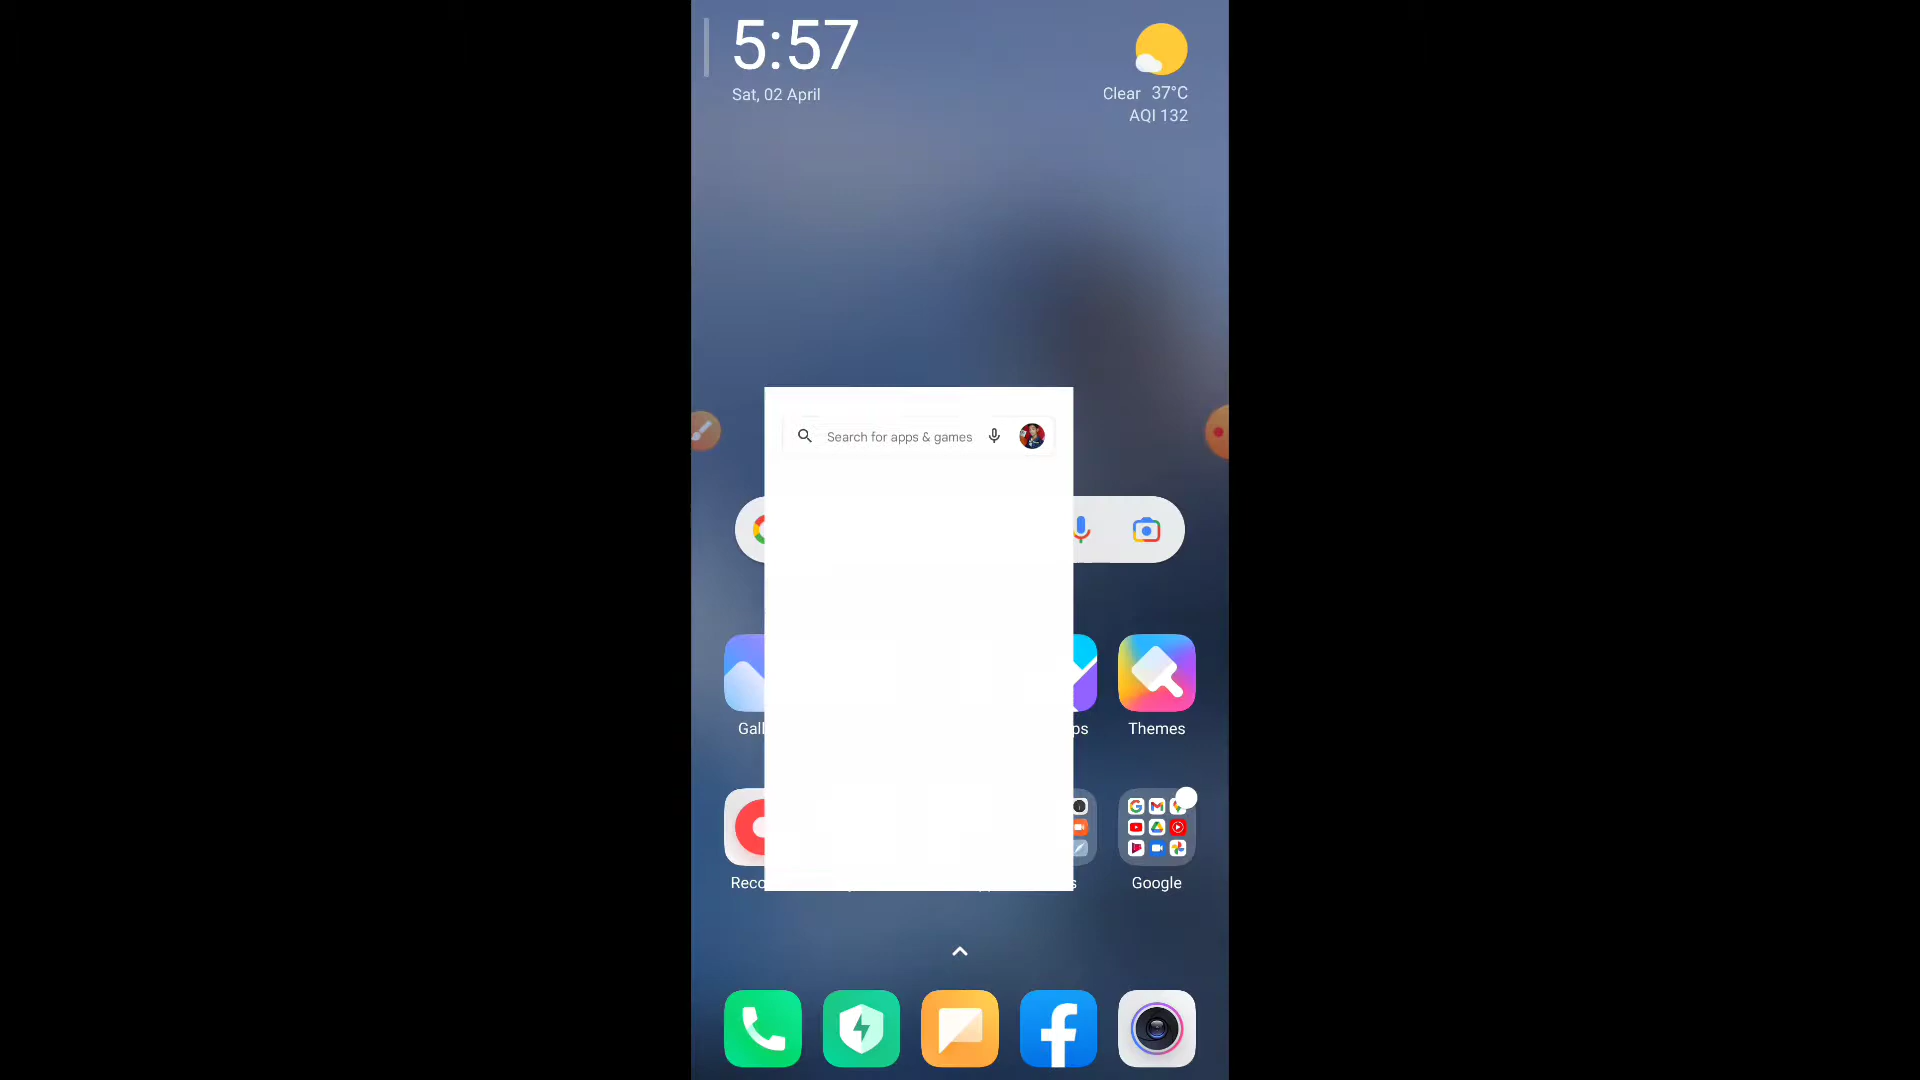 5:57
Sat, 02 April
Clear 37°C
AQI 132
Search for apps & games
Gall
ps
Themes
Reco
s
Google